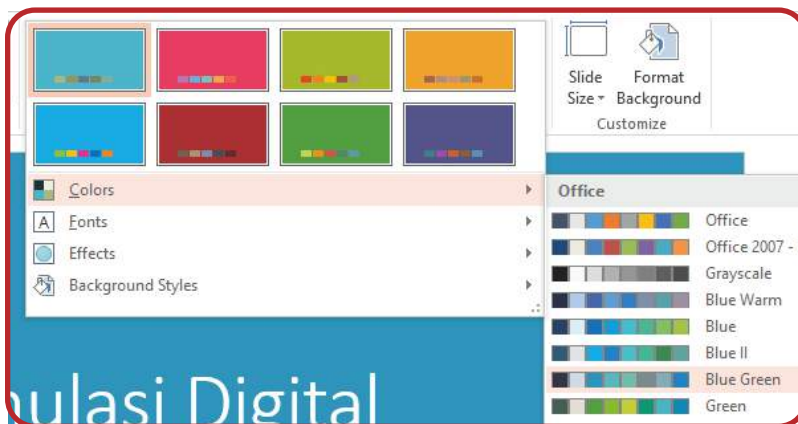 Slide Format
Size Background
Customize
Colors
Fonts
Effects
Background Styles
Office
Office
Office 2007 -
Grayscale
Blue Warm
Blue
Blue II
Blue Green
Green
ulasi Digital